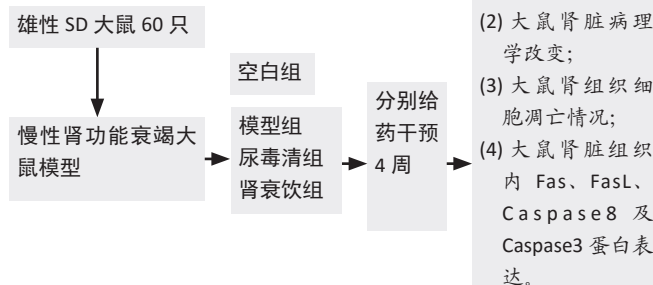 雄性 SD 大鼠 60 只
慢性肾功能衰竭大
鼠模型
空白组
模型组
尿毒清组
肾衰饮组
分别给
药干预
4 周
(2) 大鼠肾脏病理
学改变;
(3) 大鼠肾组织细
胞凋亡情况;
(4) 大鼠肾脏组织
内 Fas、FasL、
Caspase8 及
Caspase3 蛋白表
达。